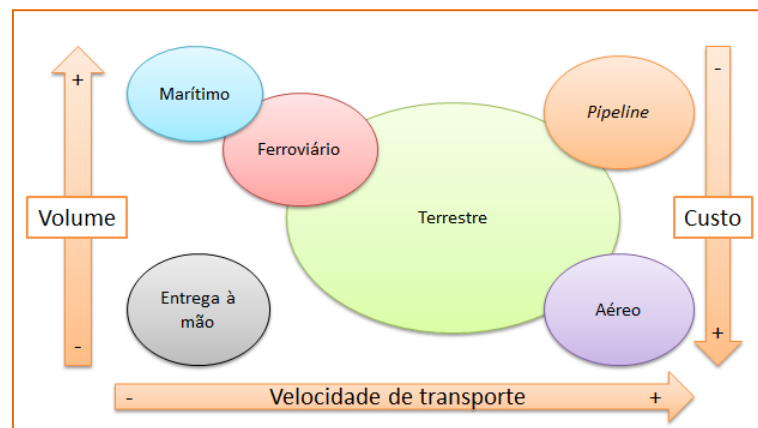 +
-
Marítimo
Pipeline
Ferroviário
Volume
Terrestre
Custo
Entrega à
mão
Aéreo
-
+
- Velocidade de transporte +